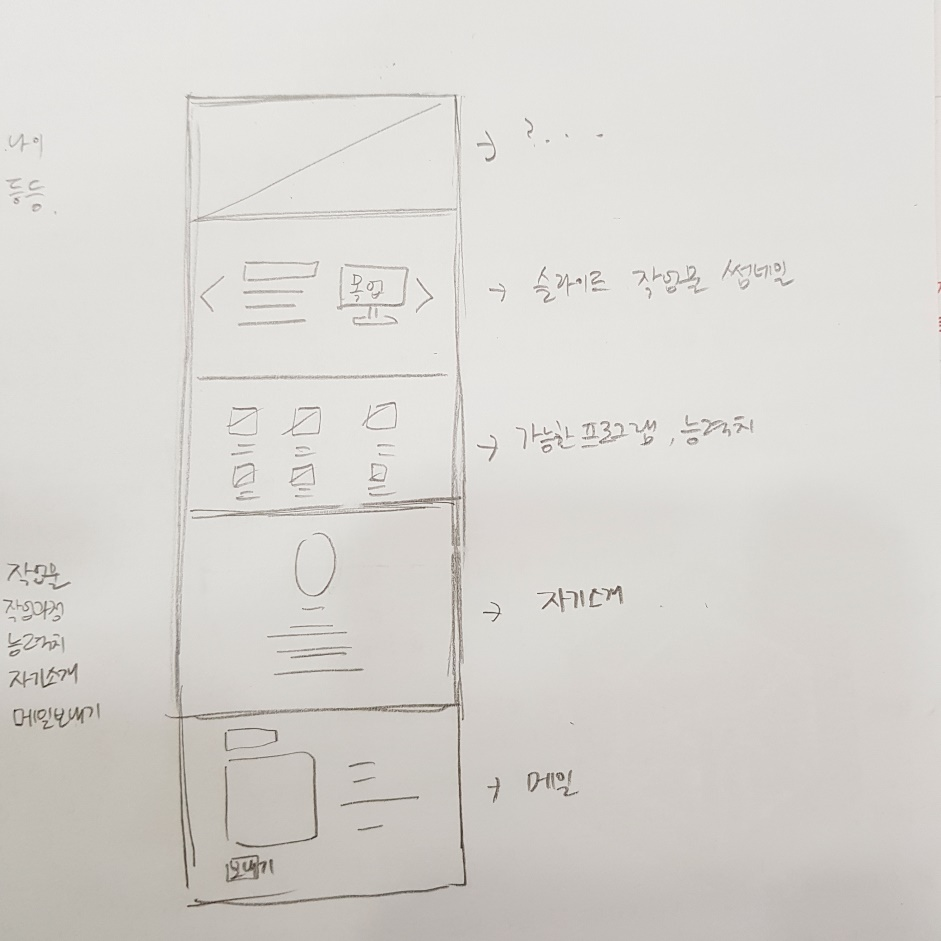 나이
등등.
→ ?....
목업
→ 슬라이드 작업물 썸네일
→ 가능한 프로그램, 능력치
작업물
작업과정
능력치
자기소개
메일보내기
→ 자기소개
→ 메일
보내기